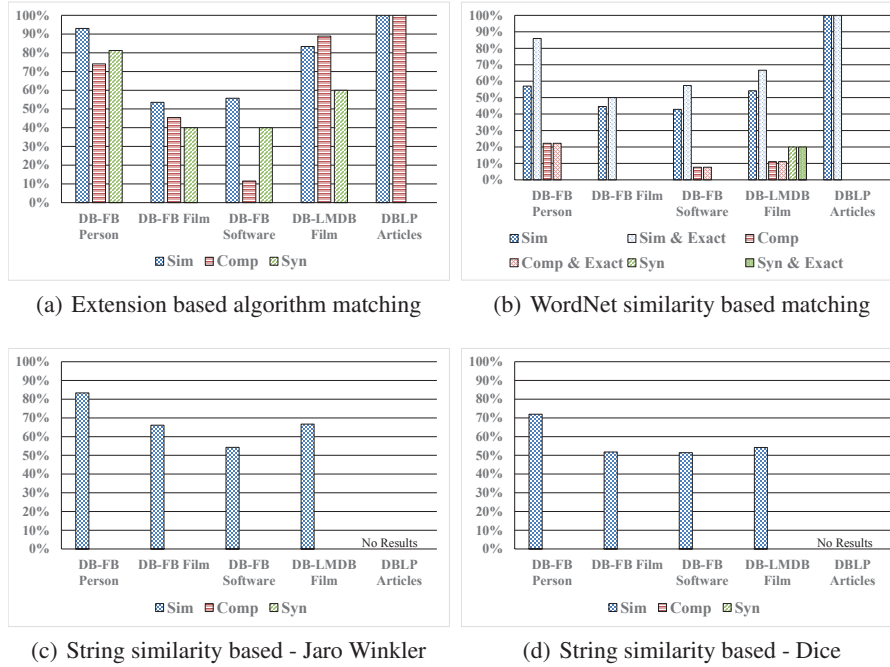 100%
90%
80%
70%
60%
50%
40%
30%
20%
10%
0%
DB-FB Person
DB-FB Film
DB-FB Software
DB-LMDB Film
DBLP Articles
Sim Comp Syn
(a) Extension based algorithm matching
100%
90%
80%
70%
60%
50%
40%
30%
20%
10%
0%
DB-FB Person
DB-FB Film
DB-FB Software
DB-LMDB Film
DBLP Articles
Sim Sim & Exact Comp
Comp & Exact Syn Syn & Exact
(b) WordNet similarity based matching
100%
90%
80%
70%
60%
50%
40%
30%
20%
10%
0%
No Results
DB-FB Person
DB-FB Film
DB-FB Software
DB-LMDB Film
DBLP Articles
Sim Comp Syn
(c) String similarity based - Jaro Winkler
100%
90%
80%
70%
60%
50%
40%
30%
20%
10%
0%
No Results
DB-FB Person
DB-FB Film
DB-FB Software
DB-LMDB Film
DBLP Articles
Sim Comp Syn
(d) String similarity based - Dice